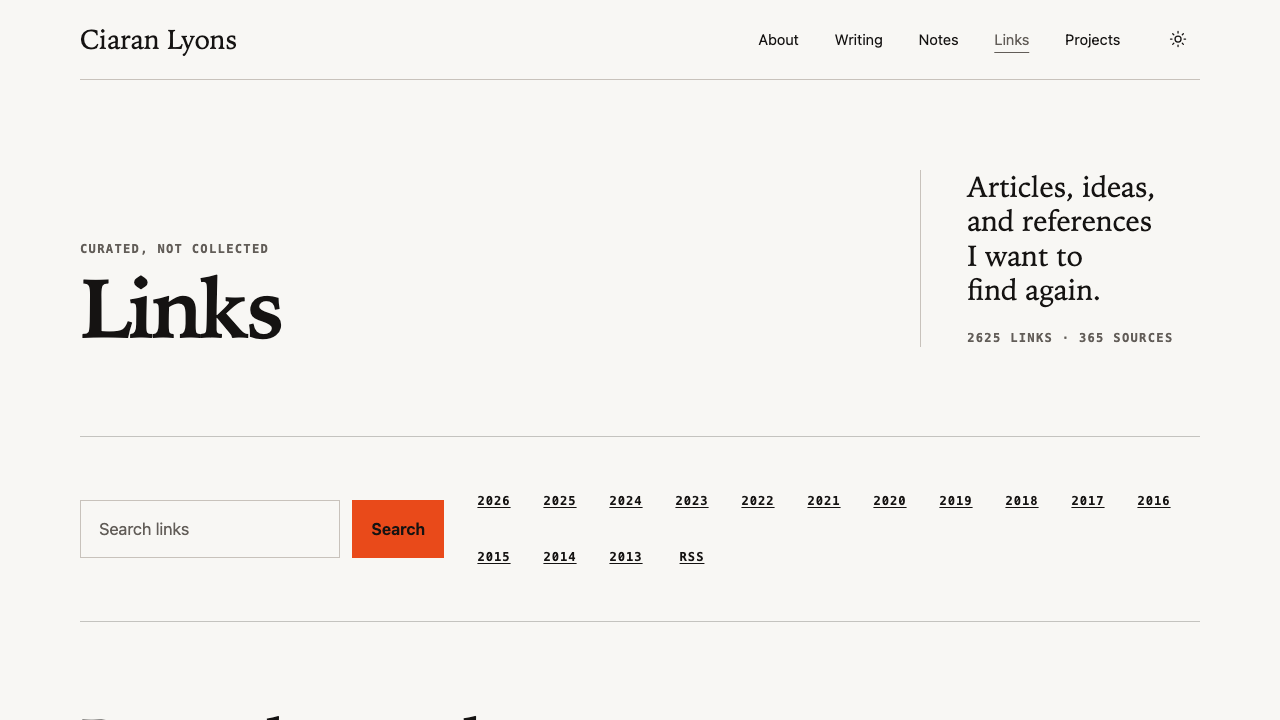 Ciaran Lyons
About Writing Notes Links Projects
CURATED, NOT COLLECTED
Links
Articles, ideas,
and references
I want to
find again.
2625 LINKS · 365 SOURCES
Search links
Search
2026 2025 2024 2023 2022 2021 2020 2019 2018 2017 2016
2015 2014 2013 RSS